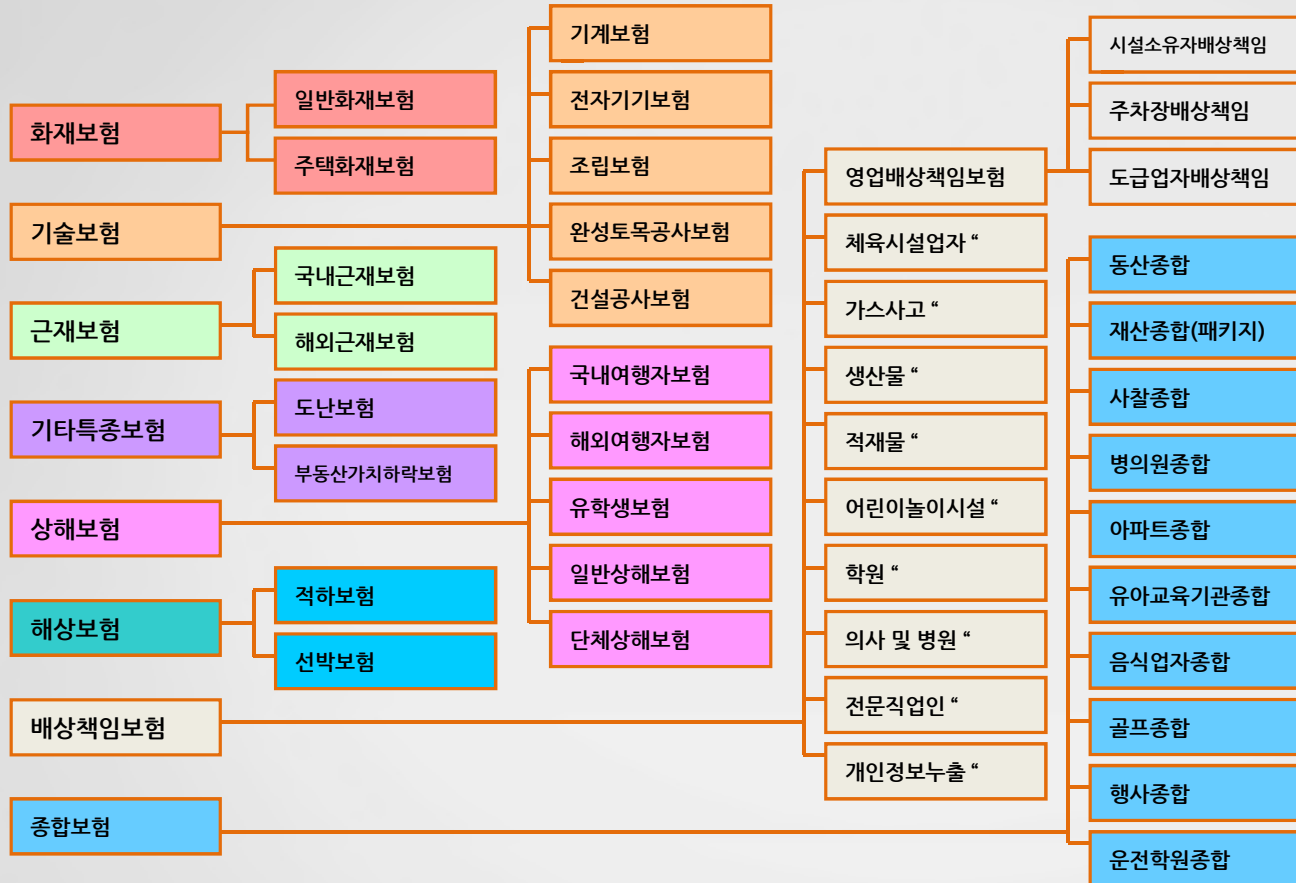 화재보험
일반화재보험
주택화재보험
기술보험
기계보험
전자기기보험
조립보험
완성토목공사보험
건설공사보험
근재보험
국내근재보험
해외근재보험
기타특종보험
도난보험
부동산가치하락보험
상해보험
국내여행자보험
해외여행자보험
유학생보험
일반상해보험
단체상해보험
해상보험
적하보험
선박보험
배상책임보험
영업배상책임보험
시설소유자배상책임
주차장배상책임
도급업자배상책임
체육시설업자 “
가스사고 “
생산물 “
적재물 “
어린이놀이시설 “
학원 “
의사 및 병원 “
전문직업인 “
개인정보누출 “
종합보험
동산종합
재산종합(패키지)
사찰종합
병의원종합
아파트종합
유아교육기관종합
음식업자종합
골프종합
행사종합
운전학원종합